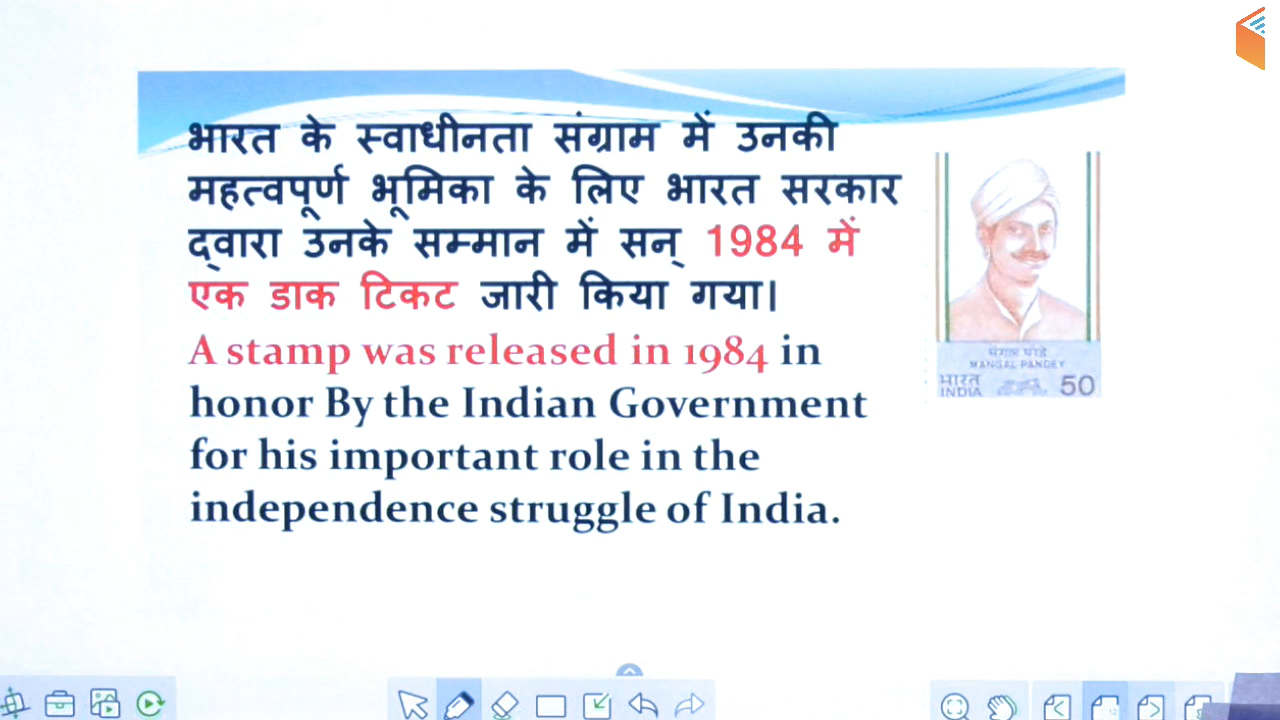 भारत के स्वाधीनता संग्राम में उनकी
महत्वपूर्ण भूमिका के लिए भारत सरकार
द्वारा उनके सम्मान में सन् 1984 में
एक डाक टिकट जारी किया गया।
A stamp was released in 1984 in
honor By the Indian Government
for his important role in the
independence struggle of India.
मंगल पांडे
MANGAL PANDEY
भारत
INDIA
50
12